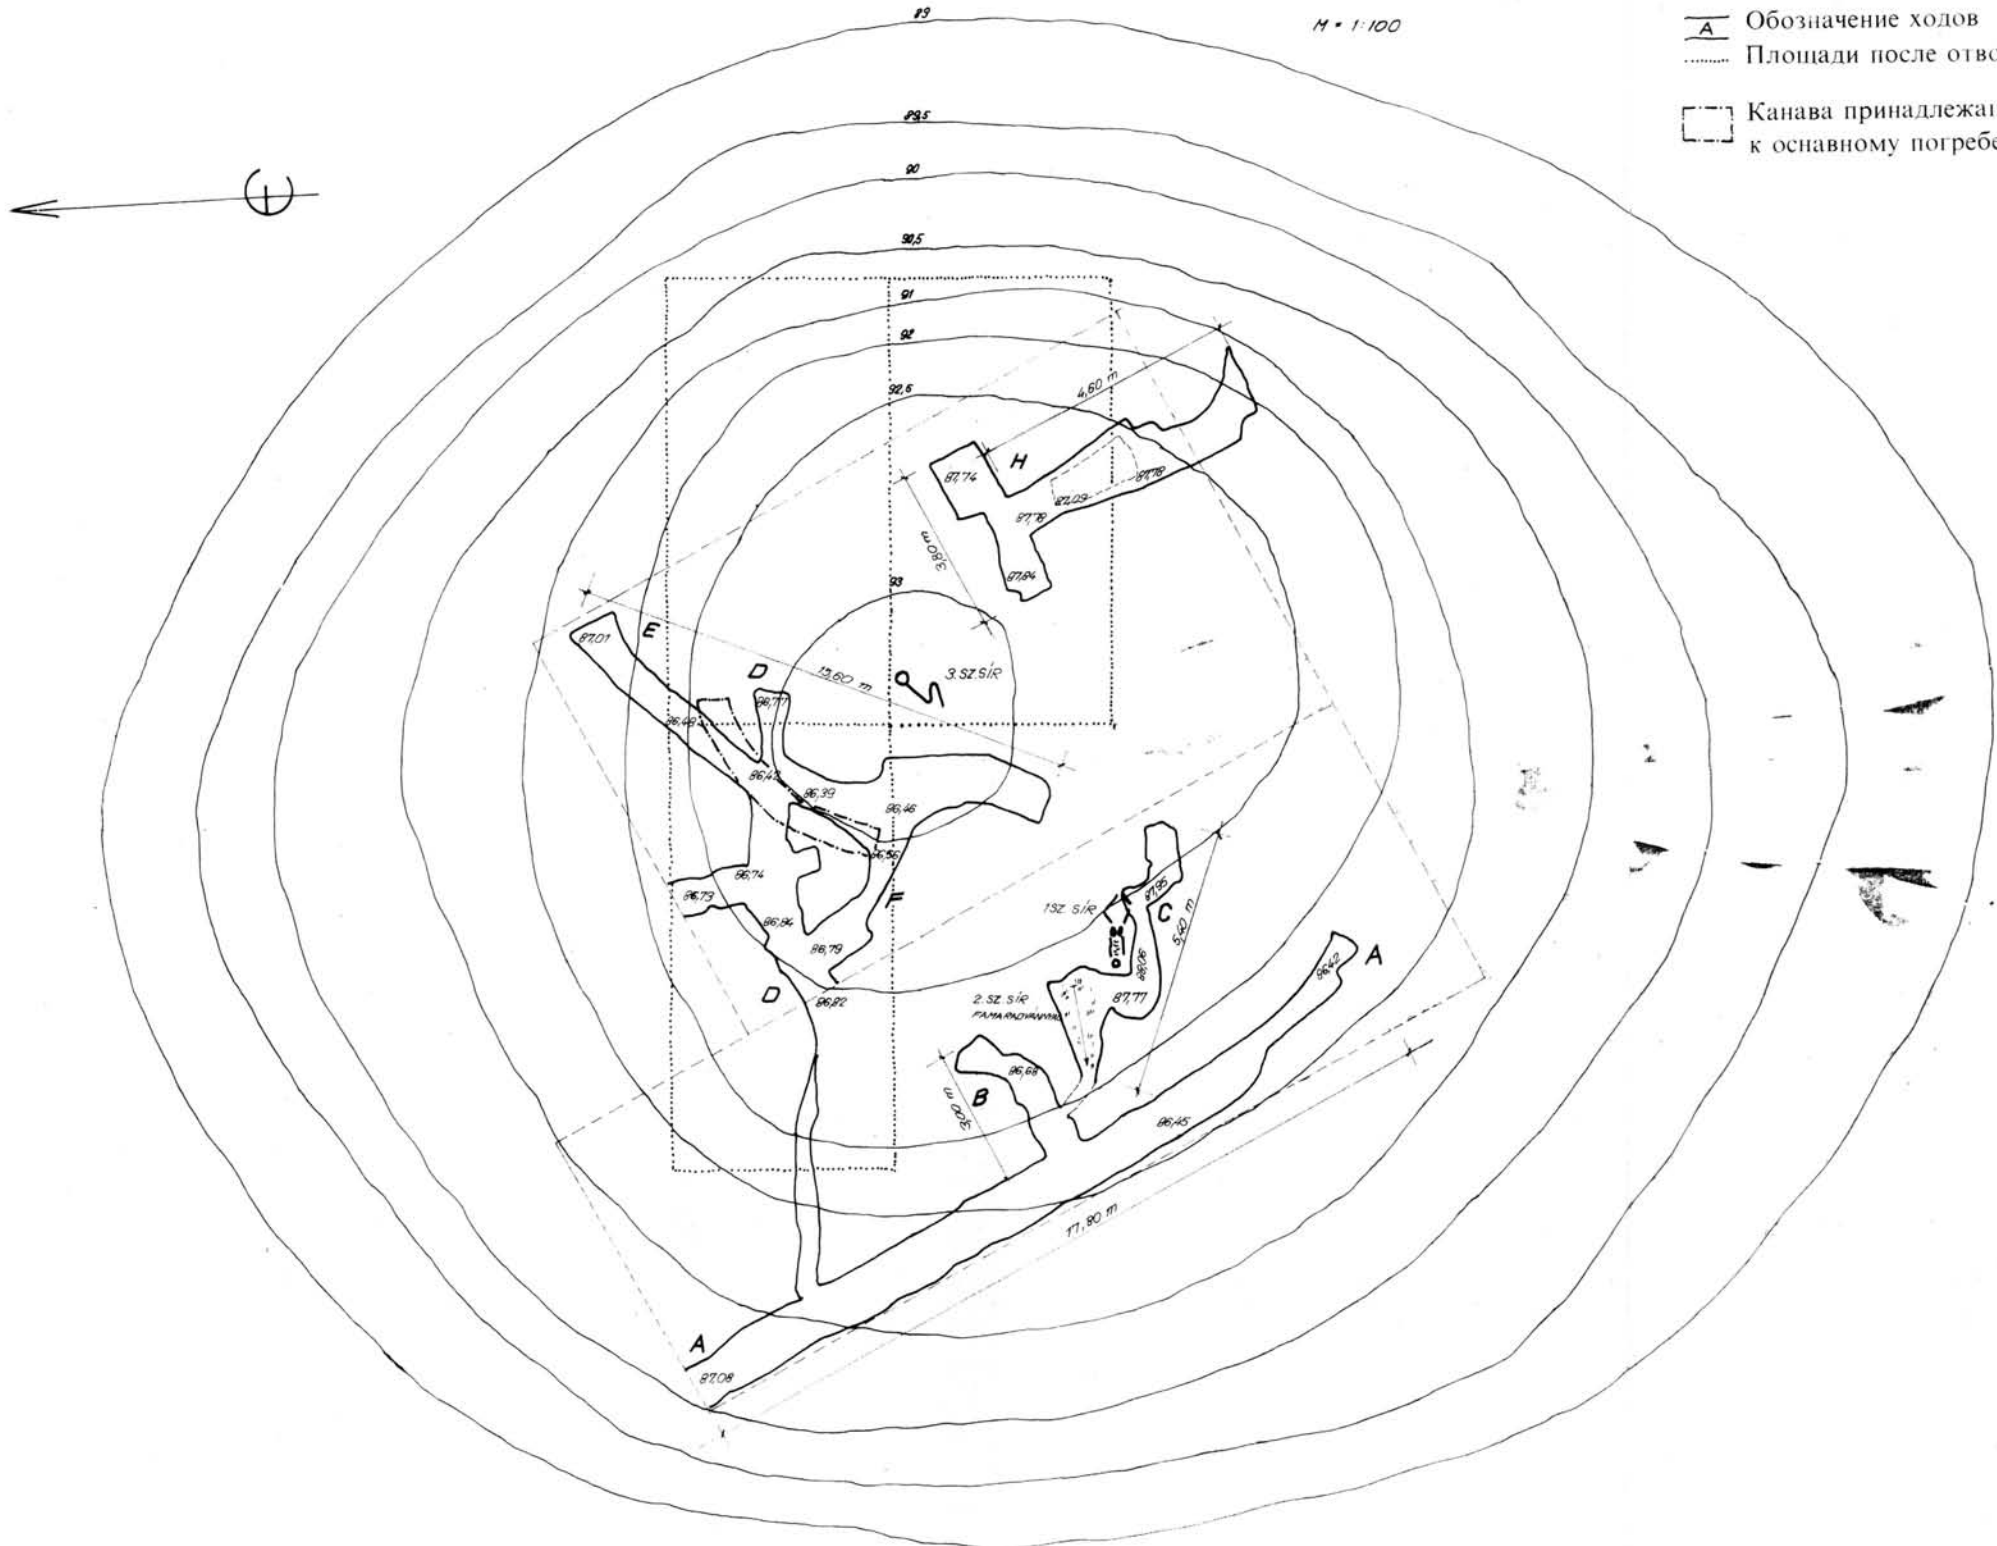 89
M = 1:100
A Обозначение ходов
Площади после отво
Канава принадлежа
к оснавному погребе
89,5
90
90,5
91
92
92,5
4,60 m
H
87,74
87,78
87,09
87,78
3,80 m
87,84
93
E
87,01
D
3. SZ. SÍR
15,60 m
86,77
86,48
86,42
86,39
86,46
86,56
86,74
86,73
F
87,95
1 SZ. SÍR
C
5,60 m
86,84
86,79
88,06
A
86,42
D
86,82
2. SZ. SÍR
87,77
86,68
B
3,00 m
86,45
17,80 m
A
87,08